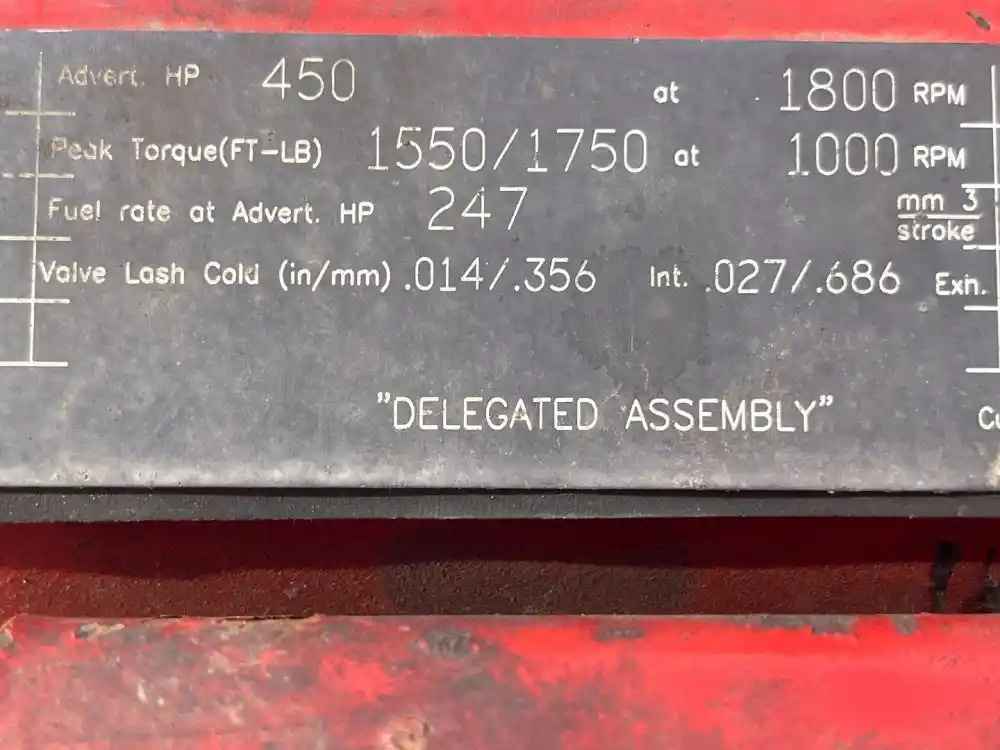 Advert. HP 450 at 1800 RPM
Peak Torque(FT-LB) 1550/1750 at 1000 RPM
Fuel rate at Advert. HP 247 mm 3
stroke
Valve Lash Cold (in/mm) .014/.356 Int. .027/.686 Exh.
"DELEGATED ASSEMBLY"